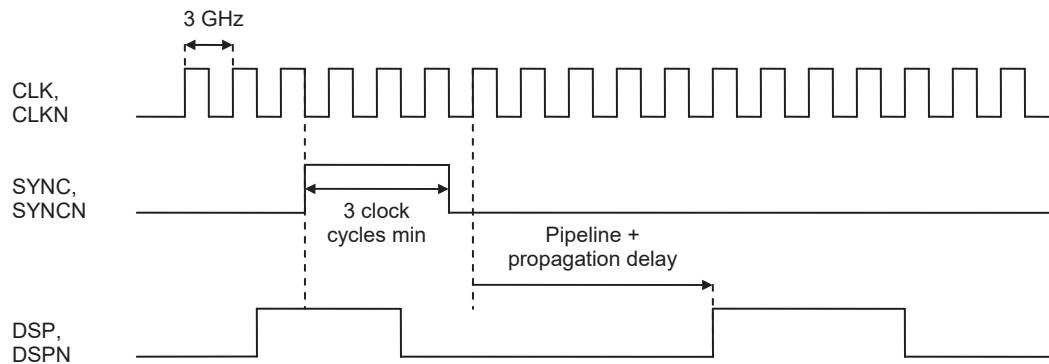 3 GHz
CLK,
CLKN
SYNC,
SYNCN
3 clock
cycles min
Pipeline +
propagation delay
DSP,
DSPN